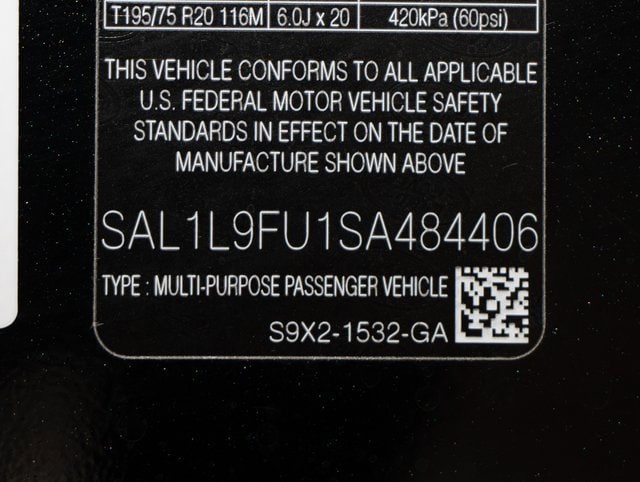 T195/75 R20 116M 6.0J x 20 420kPa (60psi)
THIS VEHICLE CONFORMS TO ALL APPLICABLE
U.S. FEDERAL MOTOR VEHICLE SAFETY
STANDARDS IN EFFECT ON THE DATE OF
MANUFACTURE SHOWN ABOVE
SAL1L9FU1SA484406
TYPE : MULTI-PURPOSE PASSENGER VEHICLE
S9X2-1532-GA